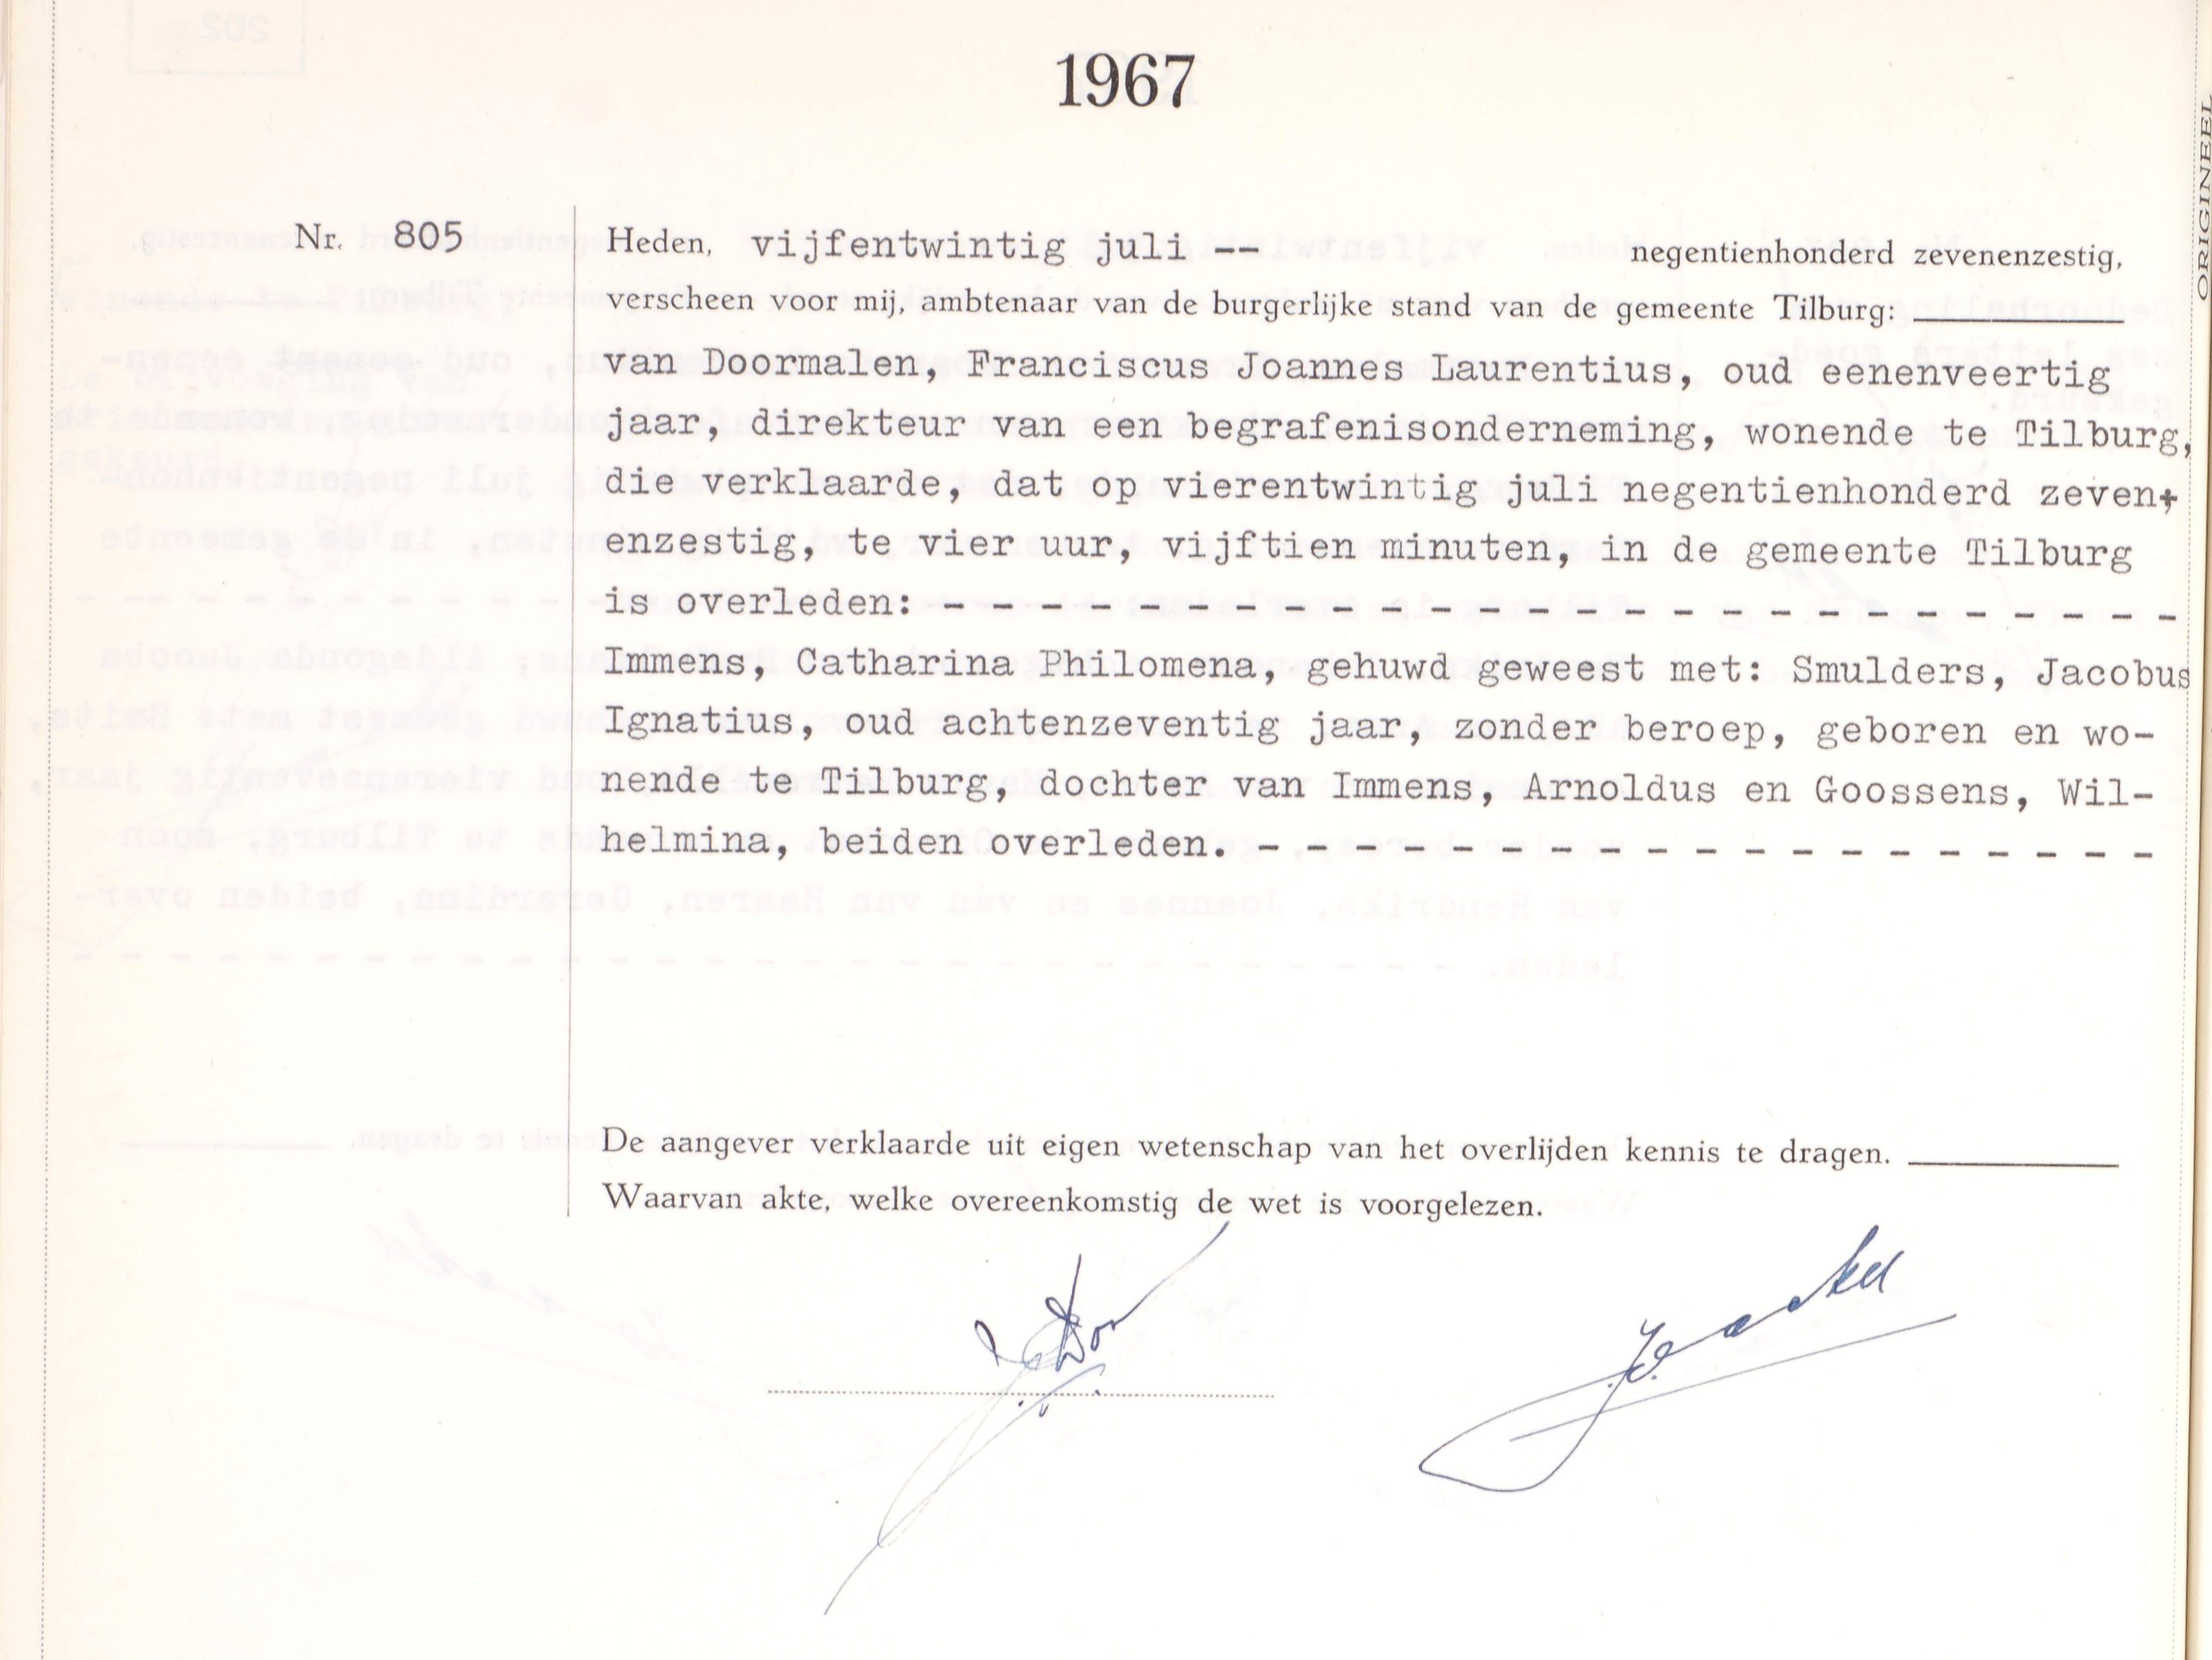 1967
ORIGINEEL
Nr. 805
Heden, vijfentwintig juli -- negentienhonderd zevenenzestig,
verscheen voor mij, ambtenaar van de burgerlijke stand van de gemeente Tilburg:
van Doormalen, Franciscus Joannes Laurentius, oud eenenveertig
jaar, direkteur van een begrafenisonderneming, wonende te Tilburg,
die verklaarde, dat op vierentwintig juli negentienhonderd zeven-
enzestig, te vier uur, vijftien minuten, in de gemeente Tilburg
is overleden: - - - - - - - - - - - - - - - - - - - - - - - - - -
Immens, Catharina Philomena, gehuwd geweest met: Smulders, Jacobus
Ignatius, oud achtenzeventig jaar, zonder beroep, geboren en wo-
nende te Tilburg, dochter van Immens, Arnoldus en Goossens, Wil-
helmina, beiden overleden. - - - - - - - - - - - - - - - - - - -
De aangever verklaarde uit eigen wetenschap van het overlijden kennis te dragen.
Waarvan akte, welke overeenkomstig de wet is voorgelezen.